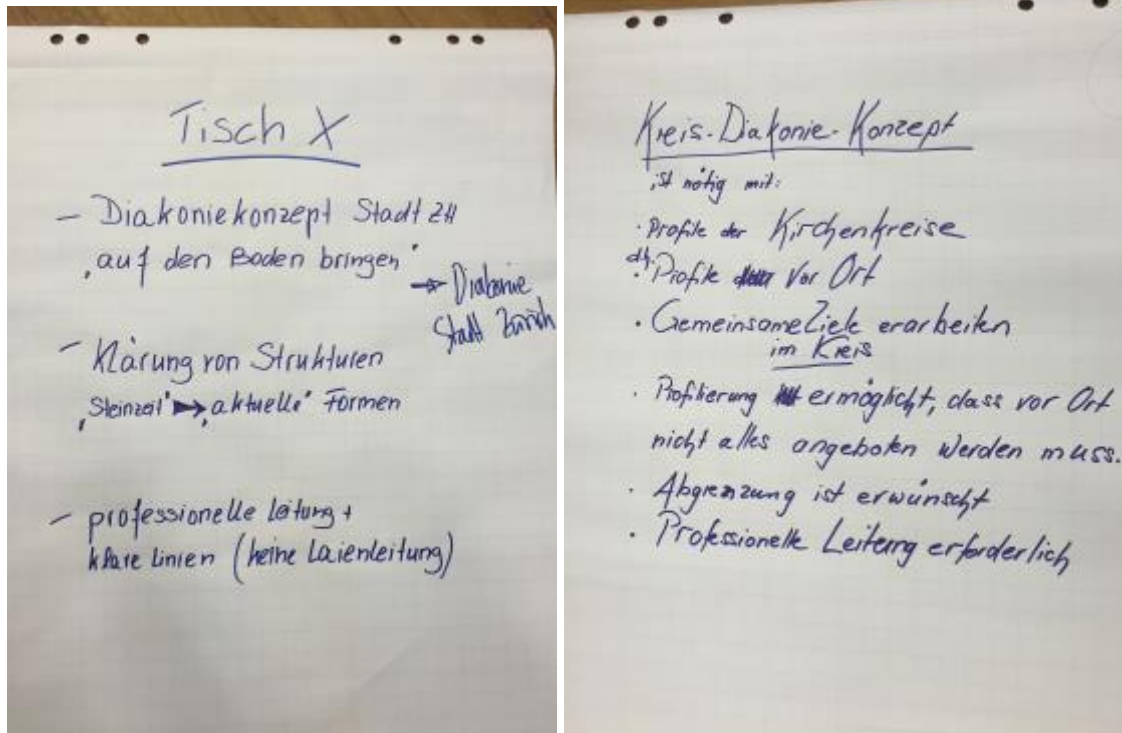 Tisch X
– Diakoniekonzept Stadt ZH
„auf den Boden bringen"
→ Diakonie
Stadt Zürich
– Klärung von Strukturen
„Steinzeit" → „aktuelle" Formen
– professionelle Leitung +
klare Linien (keine Laienleitung)
Kreis-Diakonie-Konzept
ist nötig mit:
· Profile der Kirchenkreise
dh.
· Profile vor Ort
· Gemeinsame Ziele erarbeiten
im Kreis
· Profilierung ermöglicht, dass vor Ort
nicht alles angeboten werden muss.
· Abgrenzung ist erwünscht
· Professionelle Leitung erforderlich